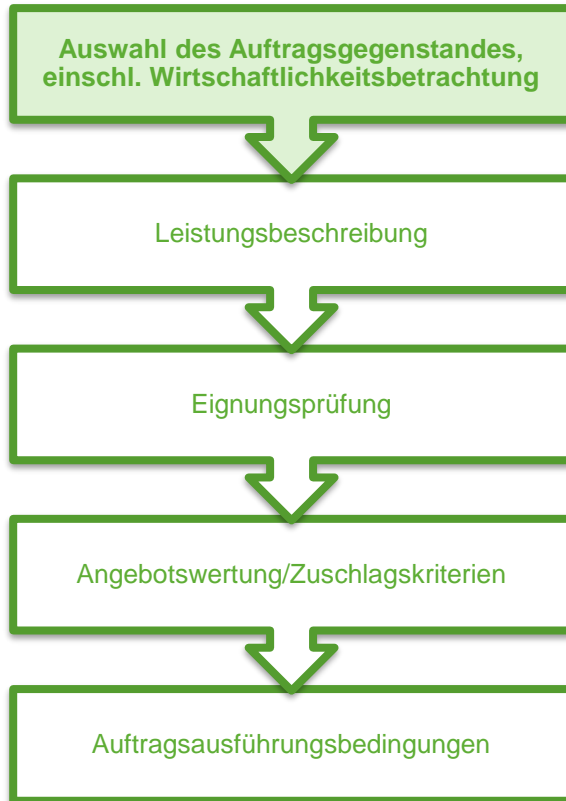 Auswahl des Auftragsgegenstandes,
einschl. Wirtschaftlichkeitsbetrachtung
Leistungsbeschreibung
Eignungsprüfung
Angebotswertung/Zuschlagskriterien
Auftragsausführungsbedingungen